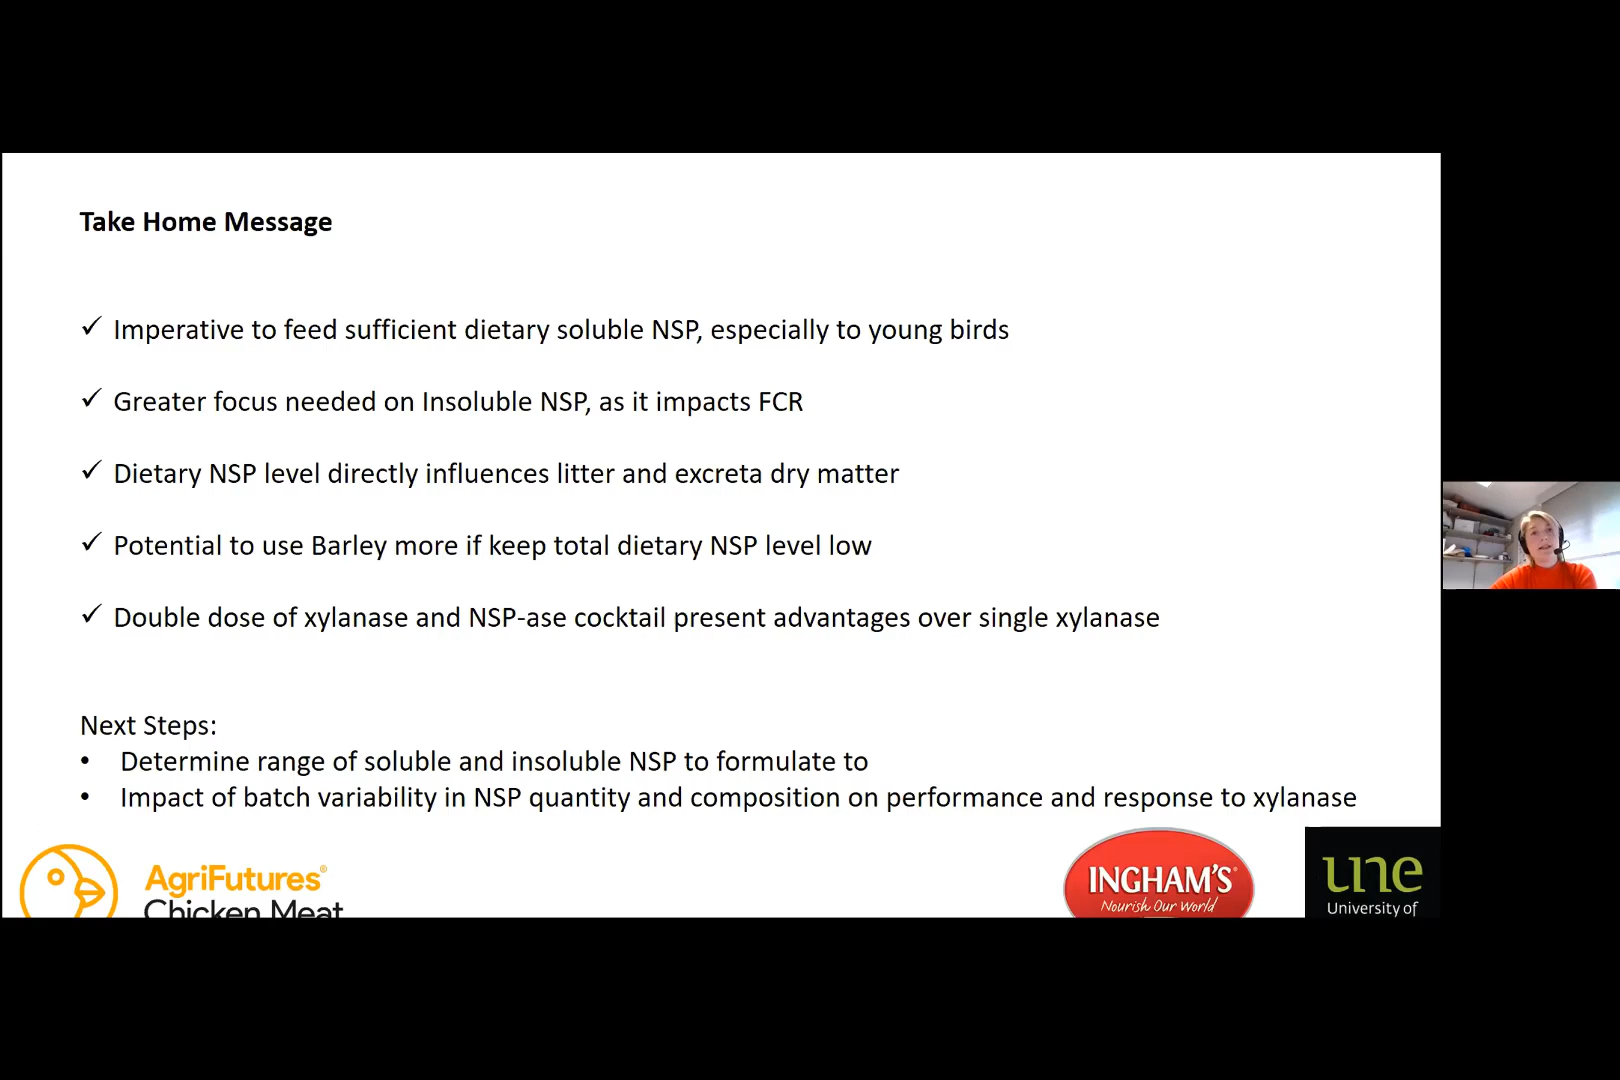 Take Home Message
✓ Imperative to feed sufficient dietary soluble NSP, especially to young birds
✓ Greater focus needed on Insoluble NSP, as it impacts FCR
✓ Dietary NSP level directly influences litter and excreta dry matter
✓ Potential to use Barley more if keep total dietary NSP level low
✓ Double dose of xylanase and NSP-ase cocktail present advantages over single xylanase
Next Steps:
• Determine range of soluble and insoluble NSP to formulate to
• Impact of batch variability in NSP quantity and composition on performance and response to xylanase
AgriFutures®
Chicken Meat
INGHAM'S®
Nourish Our World
une
University of